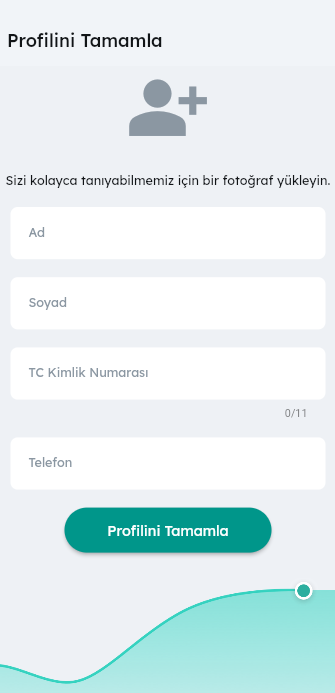 Profilini Tamamla
Sizi kolayca tanıyabilmemiz için bir fotoğraf yükleyin.
Ad
Soyad
TC Kimlik Numarası
0/11
Telefon
Profilini Tamamla